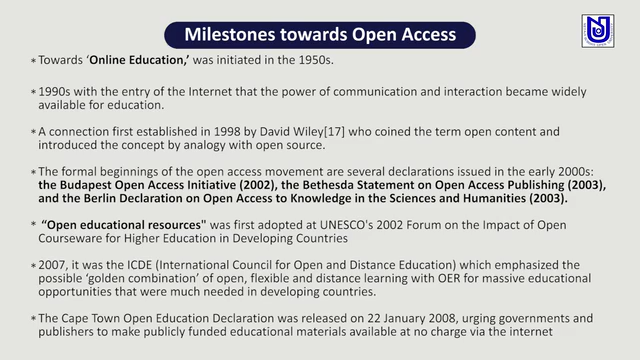 Milestones towards Open Access
* Towards ‘Online Education,’ was initiated in the 1950s.
* 1990s with the entry of the Internet that the power of communication and interaction became widely
available for education.
* A connection first established in 1998 by David Wiley[17] who coined the term open content and
introduced the concept by analogy with open source.
* The formal beginnings of the open access movement are several declarations issued in the early 2000s:
the Budapest Open Access Initiative (2002), the Bethesda Statement on Open Access Publishing (2003),
and the Berlin Declaration on Open Access to Knowledge in the Sciences and Humanities (2003).
* “Open educational resources" was first adopted at UNESCO's 2002 Forum on the Impact of Open
Courseware for Higher Education in Developing Countries
* 2007, it was the ICDE (International Council for Open and Distance Education) which emphasized the
possible ‘golden combination’ of open, flexible and distance learning with OER for massive educational
opportunities that were much needed in developing countries.
* The Cape Town Open Education Declaration was released on 22 January 2008, urging governments and
publishers to make publicly funded educational materials available at no charge via the internet